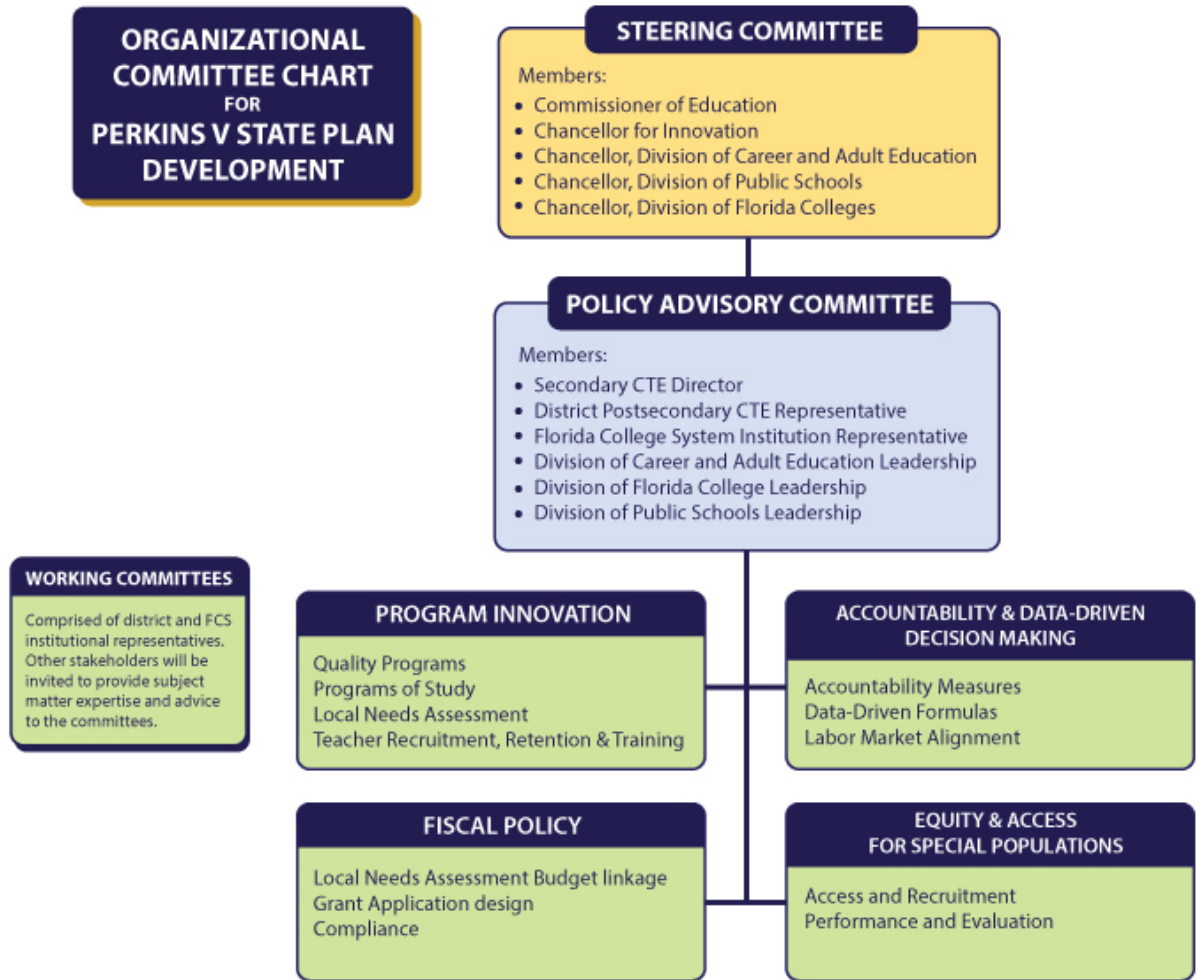 ORGANIZATIONAL
COMMITTEE CHART
FOR
PERKINS V STATE PLAN
DEVELOPMENT
STEERING COMMITTEE
Members:
• Commissioner of Education
• Chancellor for Innovation
• Chancellor, Division of Career and Adult Education
• Chancellor, Division of Public Schools
• Chancellor, Division of Florida Colleges
POLICY ADVISORY COMMITTEE
Members:
• Secondary CTE Director
• District Postsecondary CTE Representative
• Florida College System Institution Representative
• Division of Career and Adult Education Leadership
• Division of Florida College Leadership
• Division of Public Schools Leadership
WORKING COMMITTEES
Comprised of district and FCS
institutional representatives.
Other stakeholders will be
invited to provide subject
matter expertise and advice
to the committees.
PROGRAM INNOVATION
Quality Programs
Programs of Study
Local Needs Assessment
Teacher Recruitment, Retention & Training
ACCOUNTABILITY & DATA-DRIVEN
DECISION MAKING
Accountability Measures
Data-Driven Formulas
Labor Market Alignment
FISCAL POLICY
Local Needs Assessment Budget linkage
Grant Application design
Compliance
EQUITY & ACCESS
FOR SPECIAL POPULATIONS
Access and Recruitment
Performance and Evaluation